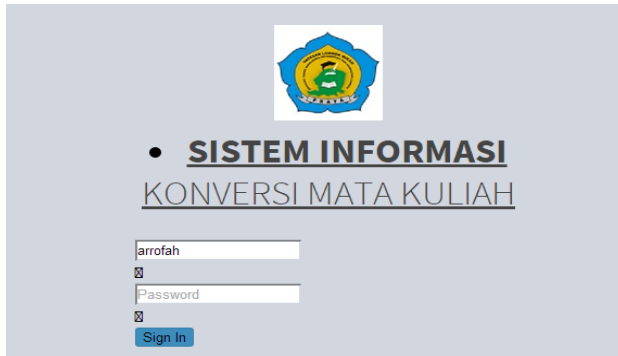 SISTEM INFORMASI
KONVERSI MATA KULIAH
arrofah
Password
Sign In